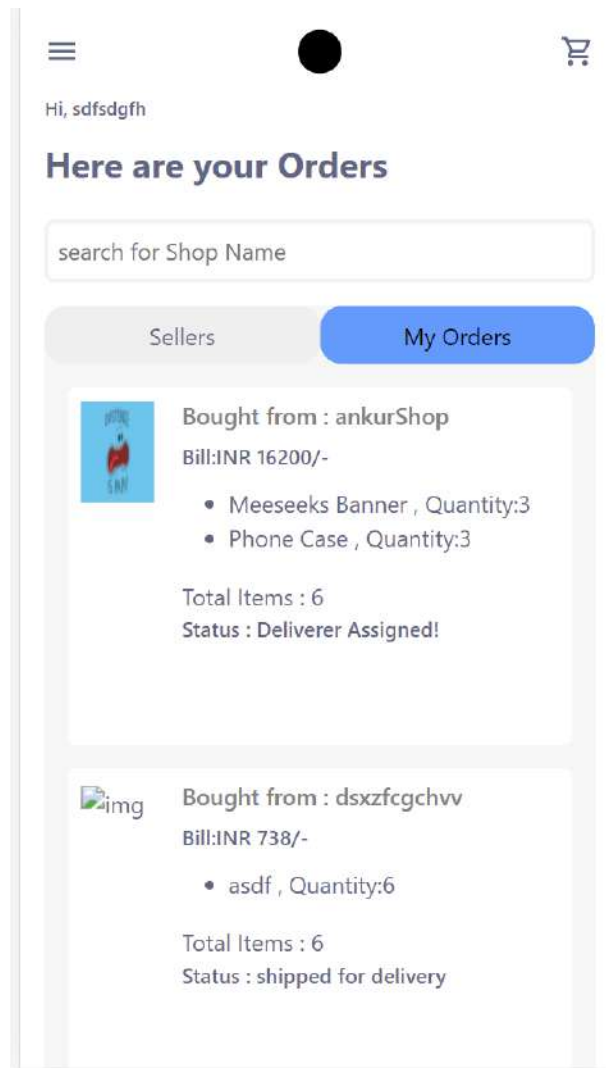 Hi, sdfsdgfh
Here are your Orders
search for Shop Name
Sellers
My Orders
Bought from : ankurShop
Bill:INR 16200/-
• Meeseeks Banner , Quantity:3
• Phone Case , Quantity:3
Total Items : 6
Status : Deliverer Assigned!
img
Bought from : dsxzfcgchvv
Bill:INR 738/-
• asdf , Quantity:6
Total Items : 6
Status : shipped for delivery